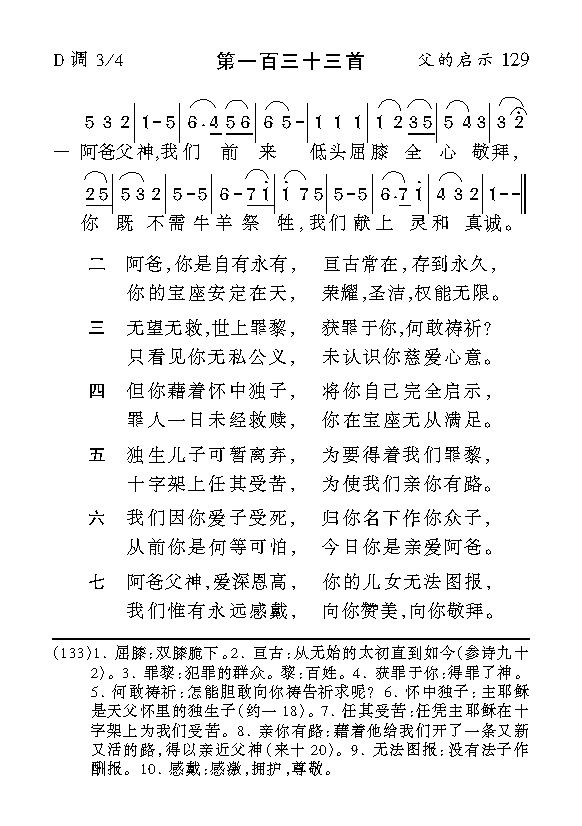 D 调 3/4 第一百三十三首 父的启示 129
5 3 2 | 1 - 5 | 6 · 4 5 6 | 6 5 - | 1 1 1 | 1 2 3 5 | 5 4 3 | 3 2̇
一 阿爸父神,我们 前 来 低头屈膝 全 心 敬拜,
2 5 | 5 3 2 | 5 - 5 | 6 - 7 1̇ | 1̇ 7 5 | 5 - 5 | 6 · 7 1̇ | 4 3 2 | 1 - - ‖
你 既 不需牛羊祭 牲,我们献上 灵和 真诚。
二 阿爸,你是自有永有, 亘古常在,存到永久,
你的宝座安定在天, 荣耀,圣洁,权能无限。
三 无望无救,世上罪黎, 获罪于你,何敢祷祈?
只看见你无私公义, 未认识你慈爱心意。
四 但你藉着怀中独子, 将你自己完全启示,
罪人一日未经救赎, 你在宝座无从满足。
五 独生儿子可暂离弃, 为要得着我们罪黎,
十字架上任其受苦, 为使我们亲你有路。
六 我们因你爱子受死, 归你名下作你众子,
从前你是何等可怕, 今日你是亲爱阿爸。
七 阿爸父神,爱深恩高, 你的儿女无法图报,
我们惟有永远感戴, 向你赞美,向你敬拜。
(133)1. 屈膝:双膝脆下。2. 亘古:从无始的太初直到如今(参诗九十
2)。3. 罪黎:犯罪的群众。黎:百姓。4. 获罪于你:得罪了神。
5. 何敢祷祈:怎能胆敢向你祷告祈求呢? 6. 怀中独子:主耶稣
是天父怀里的独生子(约一 18)。7. 任其受苦:任凭主耶稣在十
字架上为我们受苦。8. 亲你有路:藉着他给我们开了一条又新
又活的路,得以亲近父神(来十 20)。9. 无法图报:没有法子作
酬报。10. 感戴:感激,拥护,尊敬。